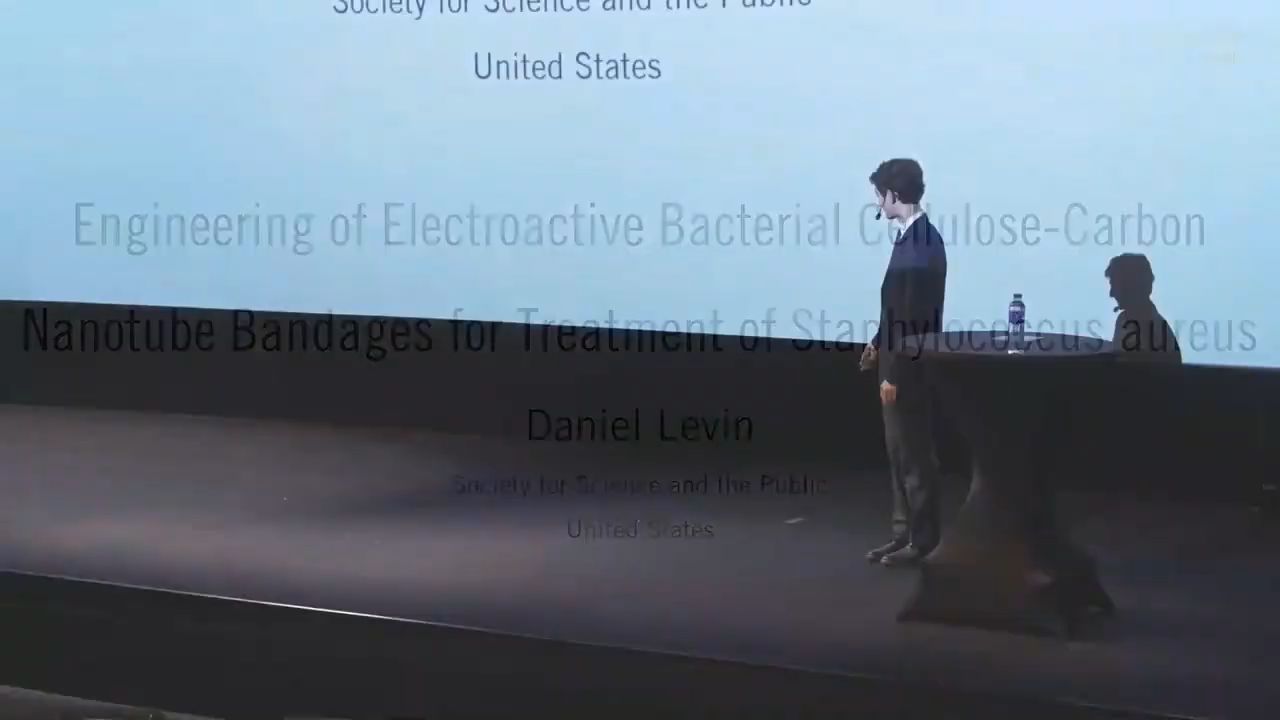 Society for Science and the Public
United States
Engineering of Electroactive Bacterial Cellulose-Carbon
Nanotube Bandages for Treatment of Staphylococcus aureus
Daniel Levin
Society for Science and the Public
United States